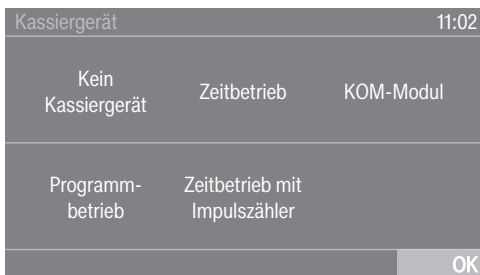 Kassiergerät 11:02
Kein
Kassiergerät
Zeitbetrieb
KOM-Modul
Programm-
betrieb
Zeitbetrieb mit
Impulszähler
OK